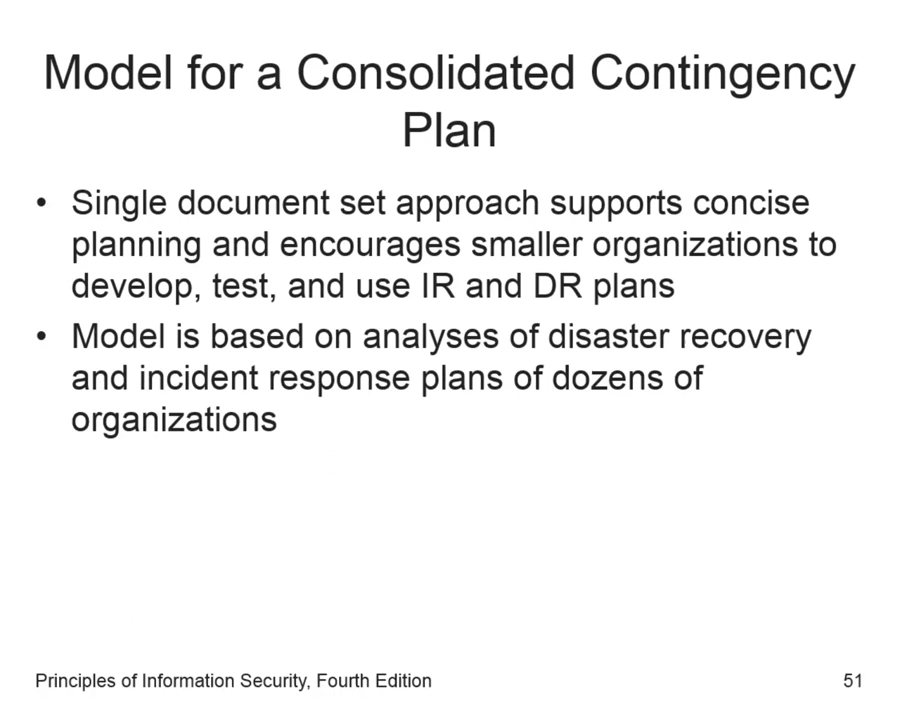 Model for a Consolidated Contingency
Plan
• Single document set approach supports concise
planning and encourages smaller organizations to
develop, test, and use IR and DR plans
• Model is based on analyses of disaster recovery
and incident response plans of dozens of
organizations
Principles of Information Security, Fourth Edition
51